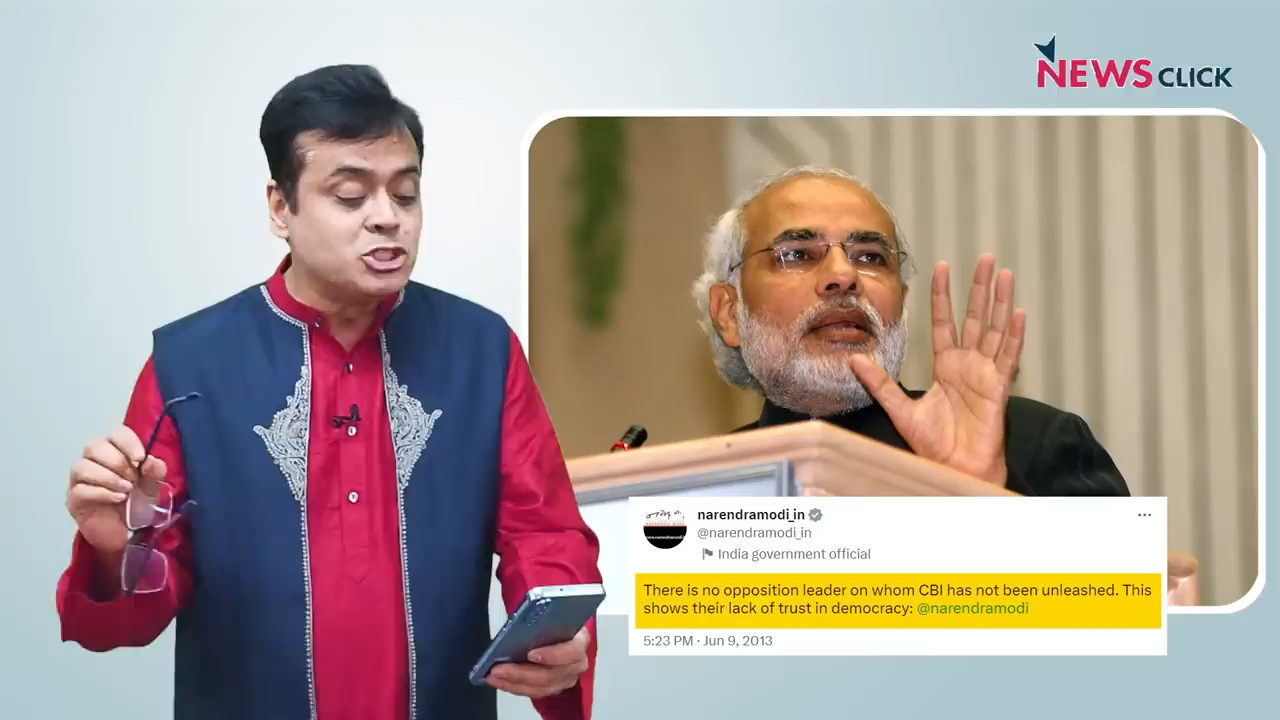 NEWS CLICK
narendramodi_in
@narendramodi_in
India government official
There is no opposition leader on whom CBI has not been unleashed. This
shows their lack of trust in democracy: @narendramodi
5:23 PM · Jun 9, 2013